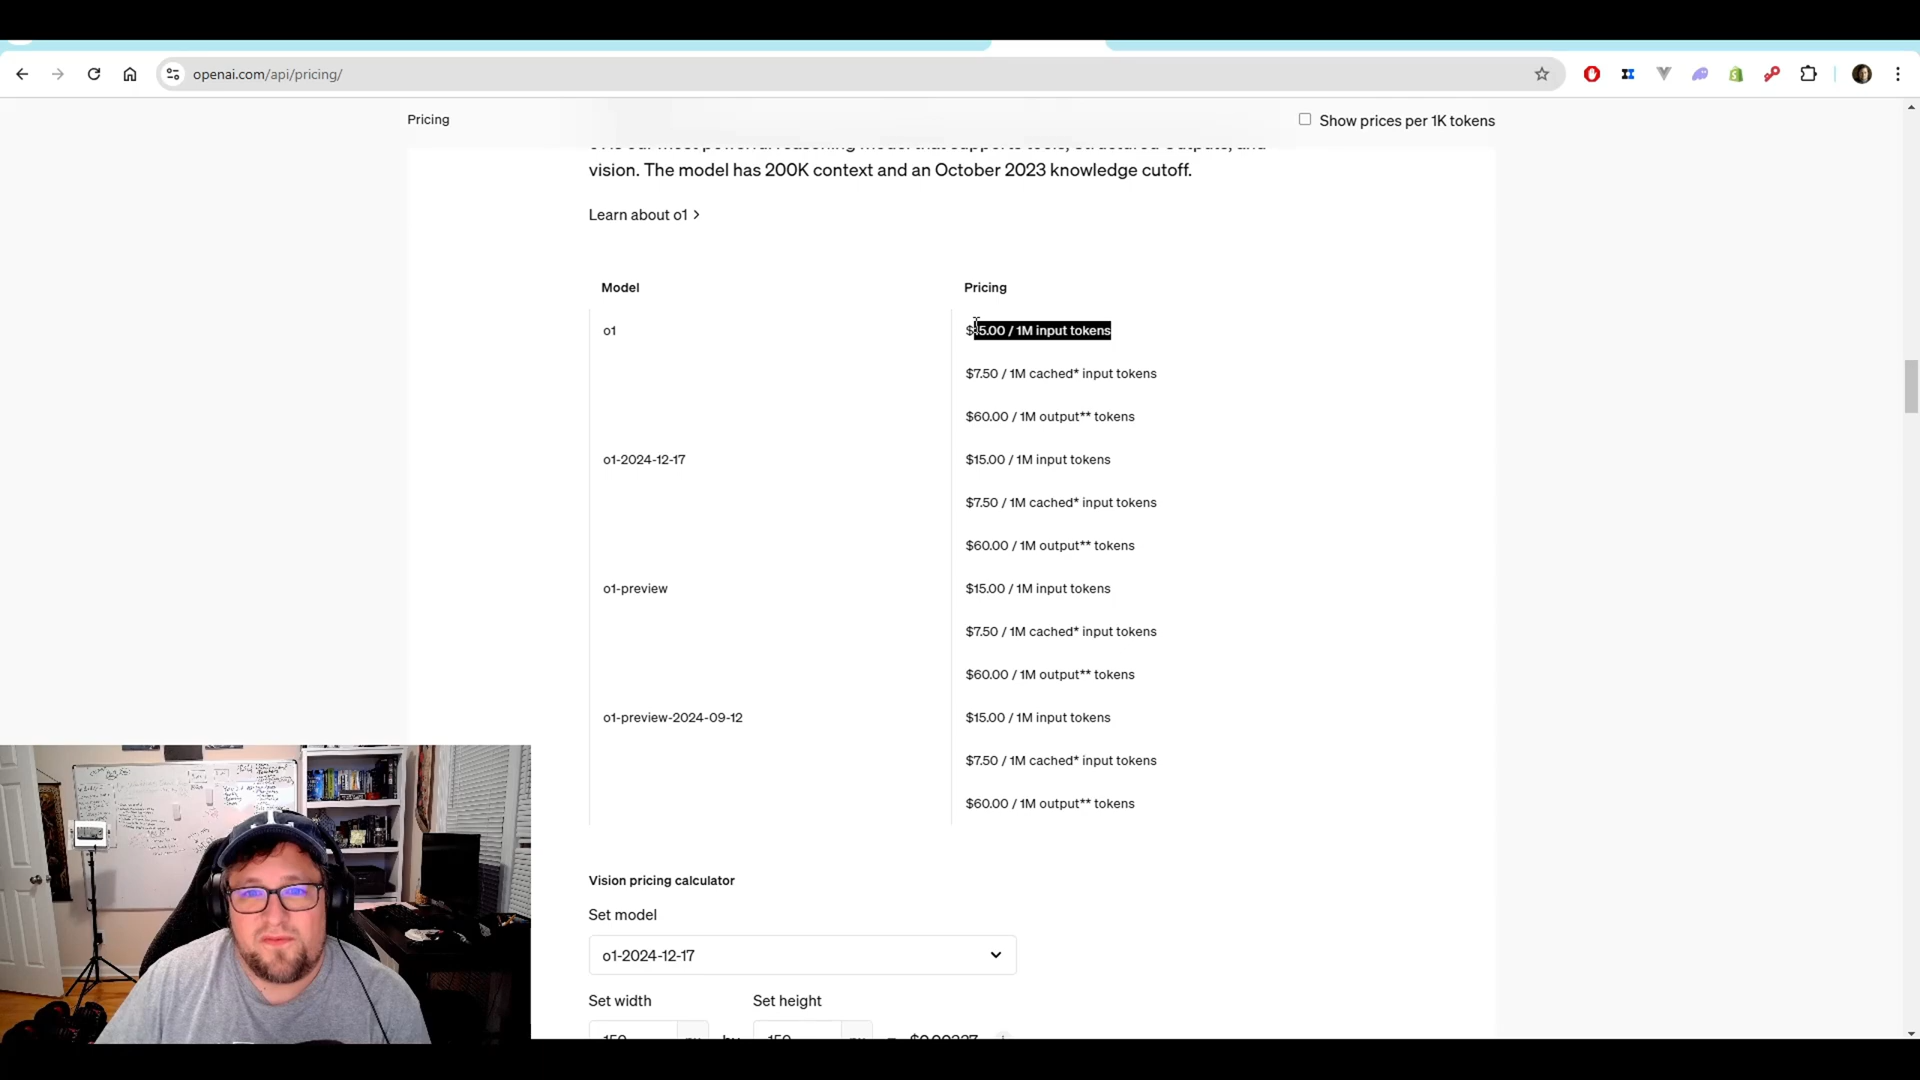 openai.com/api/pricing/
Pricing
Show prices per 1K tokens
vision. The model has 200K context and an October 2023 knowledge cutoff.
Learn about o1 >
Model
Pricing
o1
$15.00 / 1M input tokens
$7.50 / 1M cached* input tokens
$60.00 / 1M output** tokens
o1-2024-12-17
$15.00 / 1M input tokens
$7.50 / 1M cached* input tokens
$60.00 / 1M output** tokens
o1-preview
$15.00 / 1M input tokens
$7.50 / 1M cached* input tokens
$60.00 / 1M output** tokens
o1-preview-2024-09-12
$15.00 / 1M input tokens
$7.50 / 1M cached* input tokens
$60.00 / 1M output** tokens
Vision pricing calculator
Set model
o1-2024-12-17
Set width
Set height
150
by
150